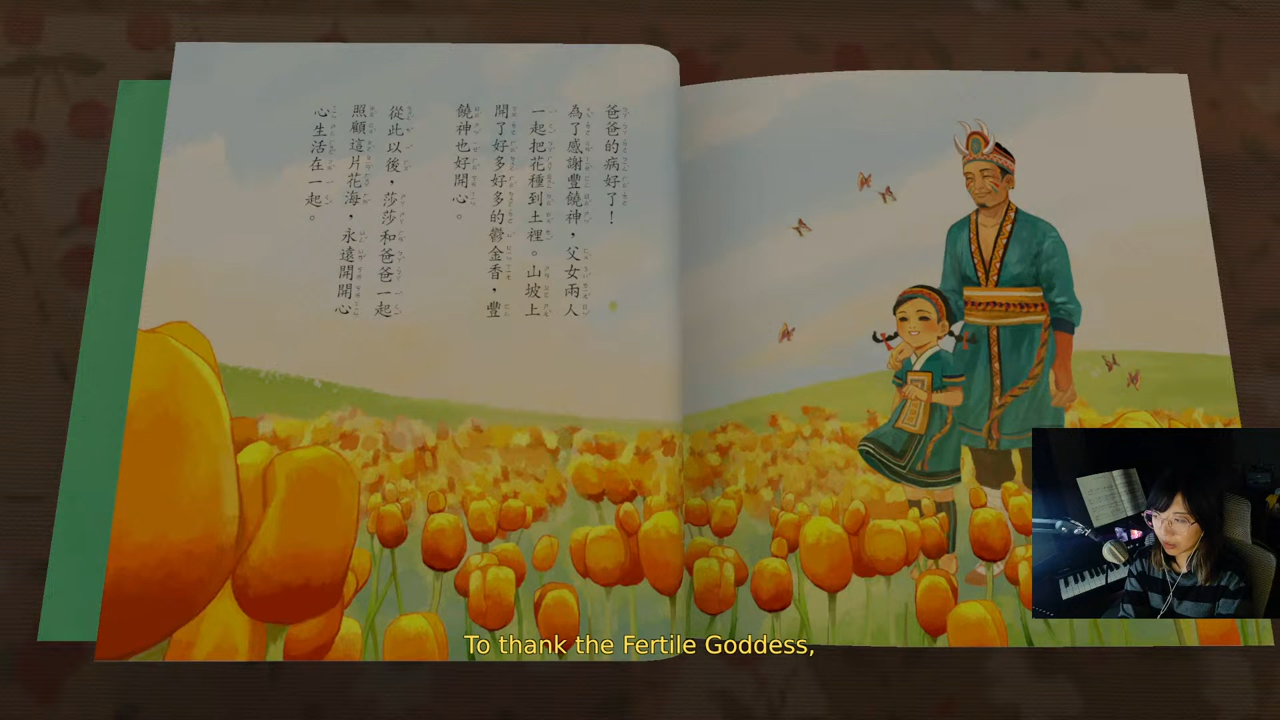 爸爸的病好了！
為了感謝豐饒神，父女兩人
一起把花種到土裡。山坡上
開了好多好多的鬱金香，豐
饒神也好開心。
從此以後，莎莎和爸爸一起
照顧這片花海，永遠開開心
心生活在一起。
To thank the Fertile Goddess,